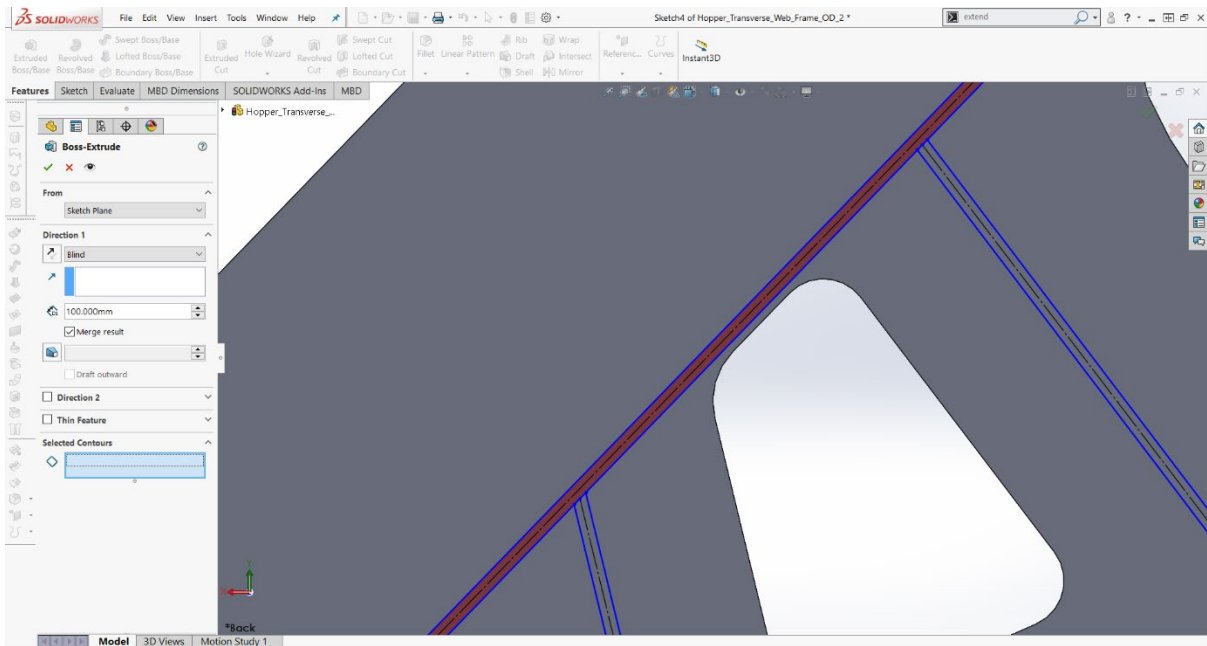 SOLIDWORKS File Edit View Insert Tools Window Help Sketch4 of Hopper_Transverse_Web_Frame_OD_2 * extend
Extruded Boss/Base
Revolved Boss/Base
Swept Boss/Base
Lofted Boss/Base
Boundary Boss/Base
Extruded Cut
Hole Wizard
Revolved Cut
Swept Cut
Lofted Cut
Boundary Cut
Fillet
Linear Pattern
Rib
Draft
Shell
Wrap
Intersect
Mirror
Referenc...
Curves
Instant3D
Features Sketch Evaluate MBD Dimensions SOLIDWORKS Add-Ins MBD
Hopper_Transverse_...
Boss-Extrude
From
Sketch Plane
Direction 1
Blind
100.000mm
Merge result
Draft outward
Direction 2
Thin Feature
Selected Contours
*Back
Model 3D Views Motion Study 1